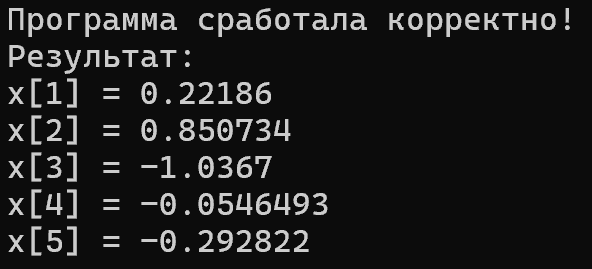 Программа сработала корректно!
Результат:
x[1] = 0.22186
x[2] = 0.850734
x[3] = -1.0367
x[4] = -0.0546493
x[5] = -0.292822